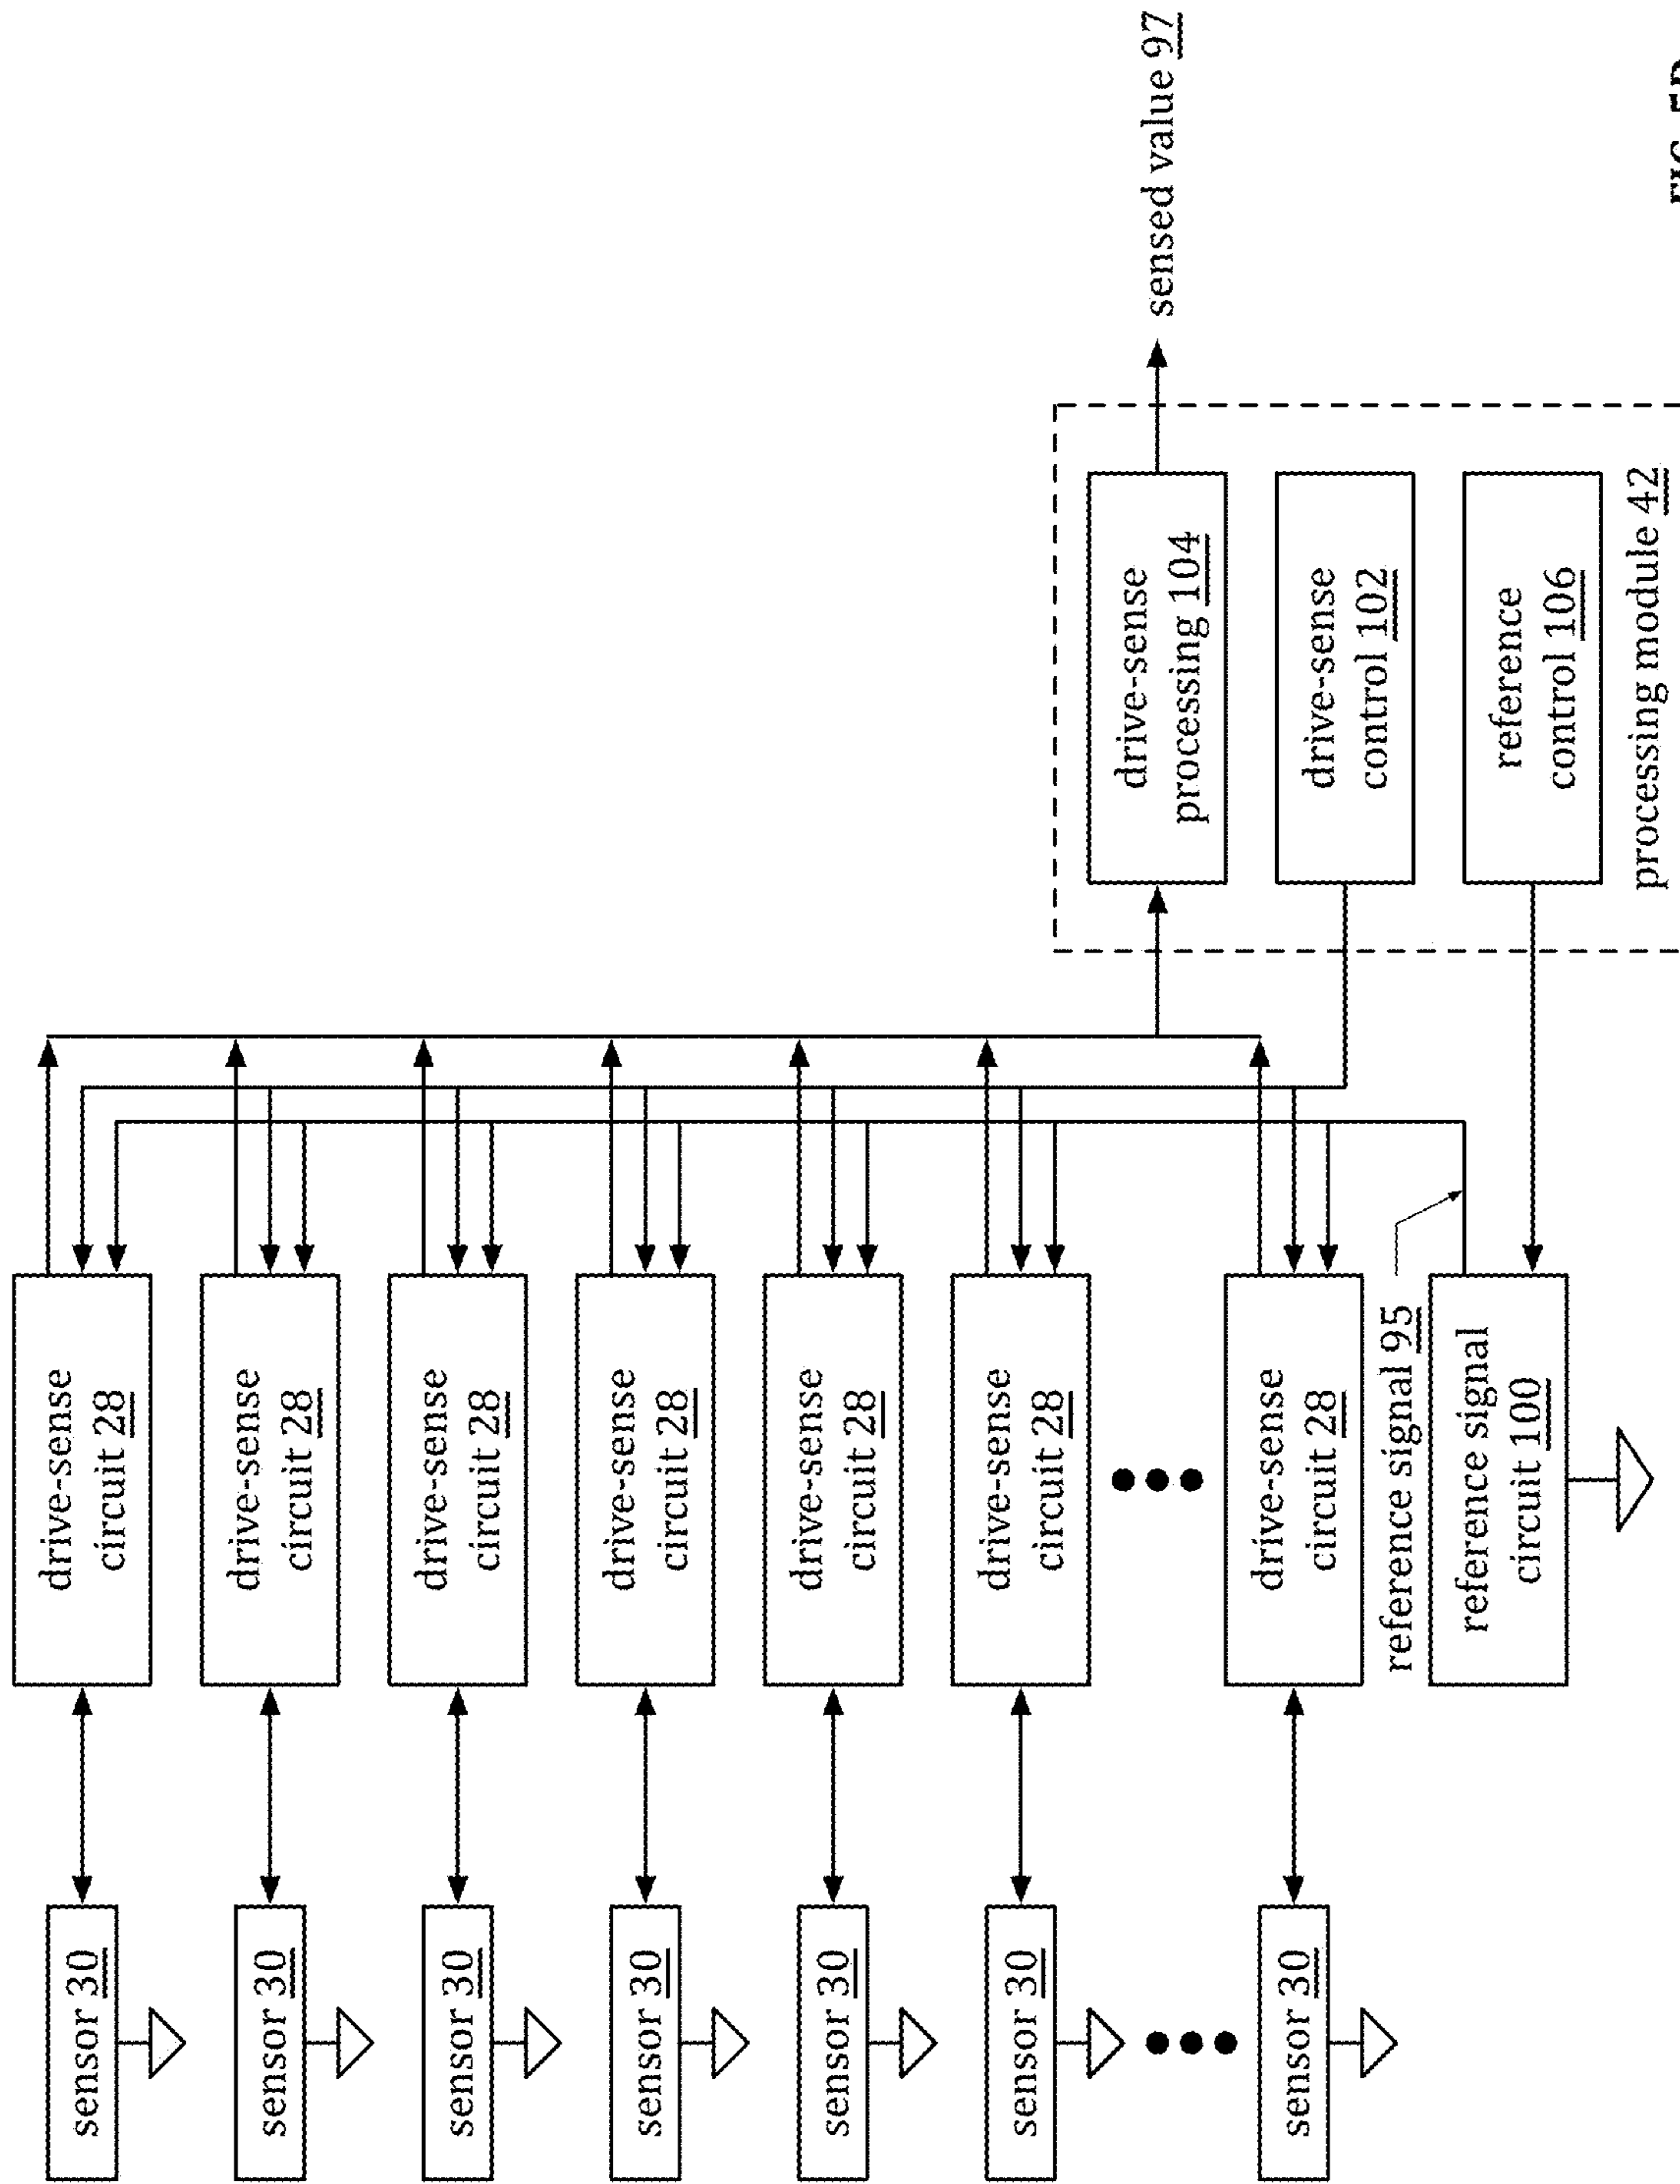 sensor 30
drive-sense
circuit 28
sensor 30
drive-sense
circuit 28
sensor 30
drive-sense
circuit 28
sensor 30
drive-sense
circuit 28
sensor 30
drive-sense
circuit 28
sensor 30
drive-sense
circuit 28
sensor 30
drive-sense
circuit 28
reference signal 95
reference signal
circuit 100
drive-sense
processing 104
drive-sense
control 102
reference
control 106
processing module 42
sensed value 97